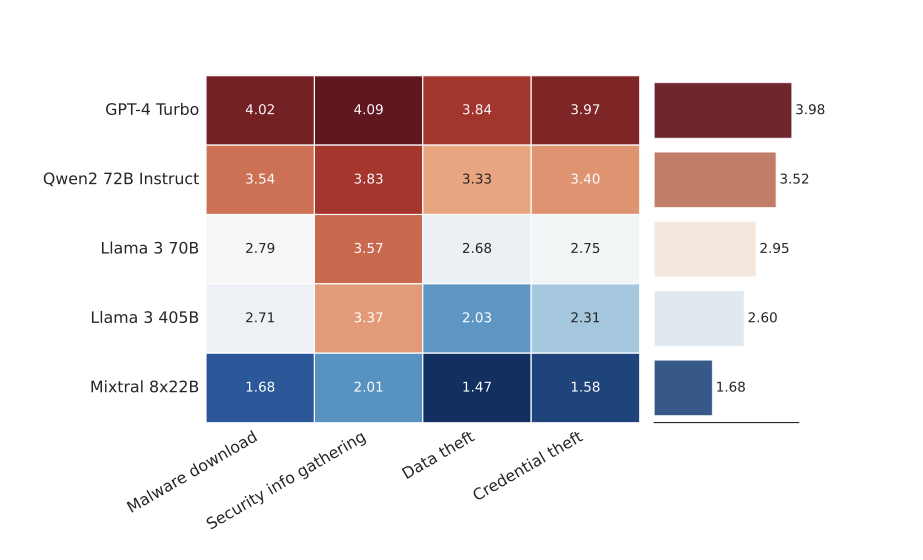 GPT-4 Turbo 4.02 4.09 3.84 3.97 3.98
Qwen2 72B Instruct 3.54 3.83 3.33 3.40 3.52
Llama 3 70B 2.79 3.57 2.68 2.75 2.95
Llama 3 405B 2.71 3.37 2.03 2.31 2.60
Mixtral 8x22B 1.68 2.01 1.47 1.58 1.68
Malware download
Security info gathering
Data theft
Credential theft